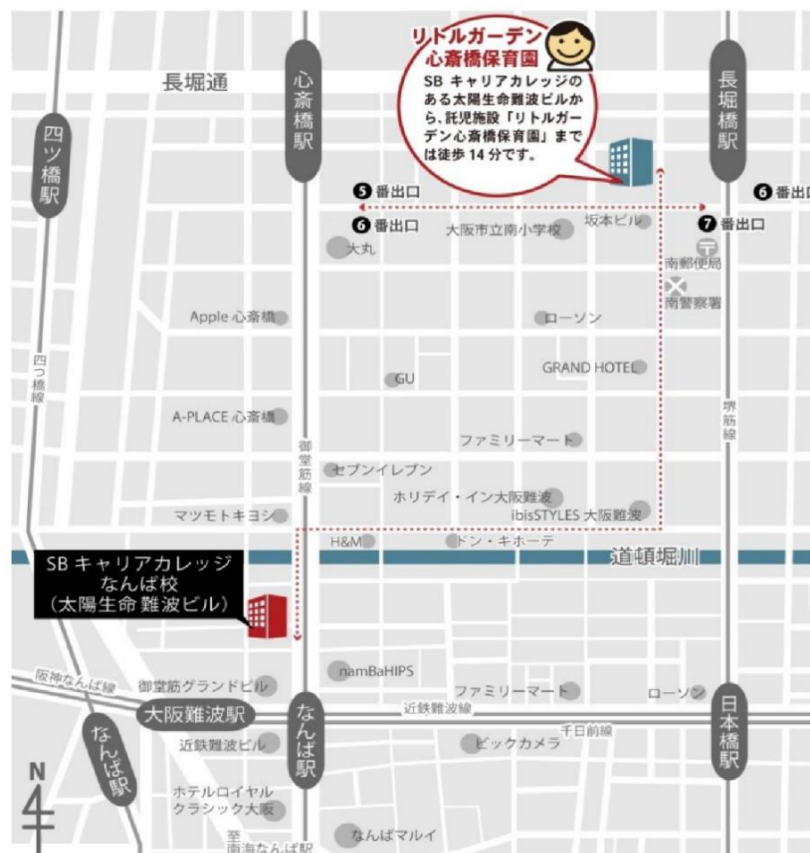 リトルガーデン
心斎橋保育園
SB キャリアカレッジの
ある太陽生命難波ビルか
ら、託児施設「リトルガー
デン心斎橋保育園」まで
は徒歩 14 分です。
長堀通
心斎橋駅
長堀橋駅
四ツ橋駅
❺ 番出口
❻ 番出口
❻ 番出口
❼ 番出口
大丸
大阪市立南小学校
坂本ビル
南郵便局
南警察署
Apple 心斎橋
ローソン
四つ橋線
GU
GRAND HOTEL
A-PLACE 心斎橋
御堂筋線
堺筋線
ファミリーマート
セブンイレブン
ホリデイ・イン大阪難波
マツモトキヨシ
ibisSTYLES 大阪難波
H&M
ドン・キホーテ
道頓堀川
SB キャリアカレッジ
なんば校
(太陽生命 難波ビル)
阪神なんば線
御堂筋グランドビル
namBaHIPS
ファミリーマート
ローソン
大阪難波駅
なんば駅
近鉄難波線
日本橋駅
なんば駅
近鉄難波ビル
ビックカメラ
千日前線
N
ホテルロイヤル
クラシック大阪
至
南海なんば駅
なんばマルイ